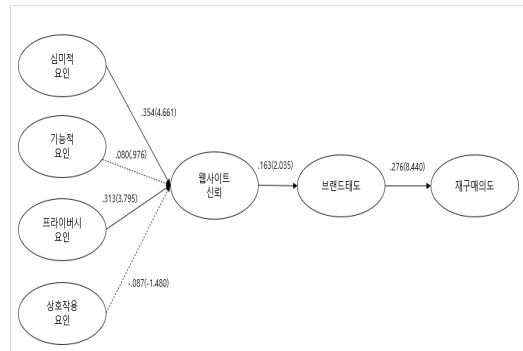 심미적
요인
.354(4.661)
기능적
요인
.080(.976)
웹사이트
신뢰
.163(2.035)
브랜드태도
.276(8.440)
재구매의도
.313(3.795)
프라이버시
요인
-.087(-1.480)
상호작용
요인